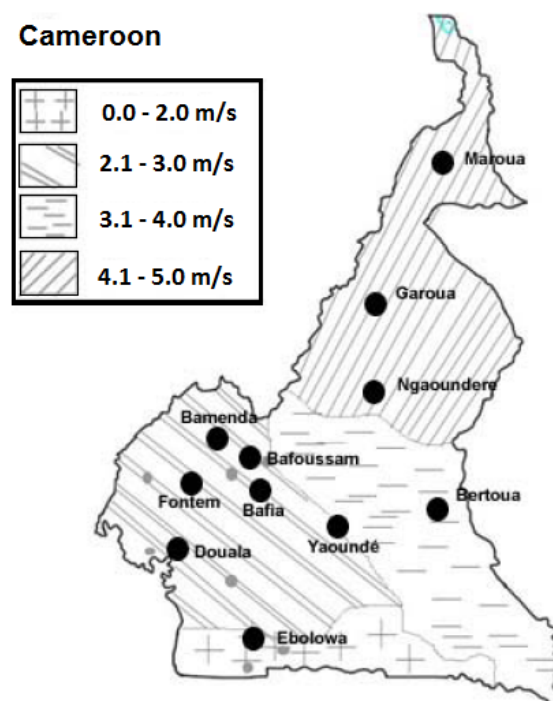 Cameroon
0.0 - 2.0 m/s
2.1 - 3.0 m/s
3.1 - 4.0 m/s
4.1 - 5.0 m/s
Maroua
Garoua
Ngaoundere
Bamenda
Bafoussam
Fontem
Bafia
Bertoua
Yaoundé
Douala
Ebolowa